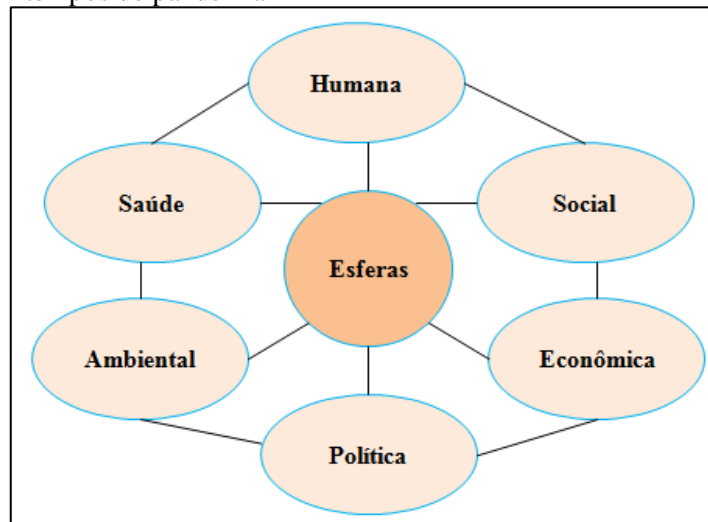 Humana
Saúde
Social
Esferas
Ambiental
Econômica
Política